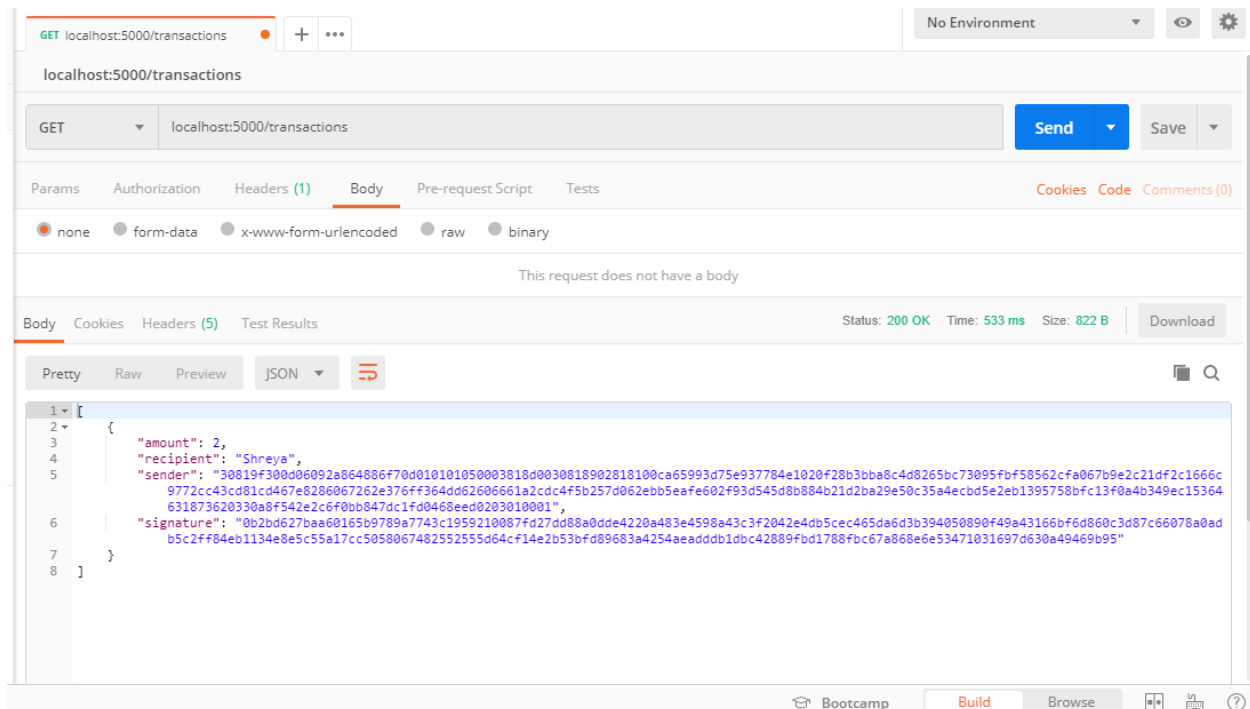 GET localhost:5000/transactions
No Environment
localhost:5000/transactions
GET localhost:5000/transactions Send Save
Params Authorization Headers (1) Body Pre-request Script Tests Cookies Code Comments (0)
none form-data x-www-form-urlencoded raw binary
This request does not have a body
Body Cookies Headers (5) Test Results Status: 200 OK Time: 533 ms Size: 822 B Download
Pretty Raw Preview JSON
1 [
2 {
3 "amount": 2,
4 "recipient": "Shreya",
5 "sender": "30819f300d06092a864886f70d010101050003818d0030818902818100ca65993d75e937784e1020f28b3bba8c4d8265bc73095fbf58562cfa067b9e2c21df2c1666c
9772cc43cd81cd467e8286067262e376ff364dd62606661a2cdc4f5b257d062ebb5eafe602f93d545d8b884b21d2ba29e50c35a4ecbd5e2eb1395758bfc13f0a4b349ec15364
631873620330a8f542e2c6f0bb847dc1fd0468eed0203010001",
6 "signature": "0b2bd627baa60165b9789a7743c1959210087fd27dd88a0dde4220a483e4598a43c3f2042e4db5cec465da6d3b394050890f49a43166bf6d860c3d87c66078a0ad
b5c2ff84eb1134e8e5c55a17cc5058067482552555d64cf14e2b53bfd89683a4254aeadddb1dbc42889fbd1788fbc67a868e6e53471031697d630a49469b95"
7 }
8 ]
Bootcamp Build Browse